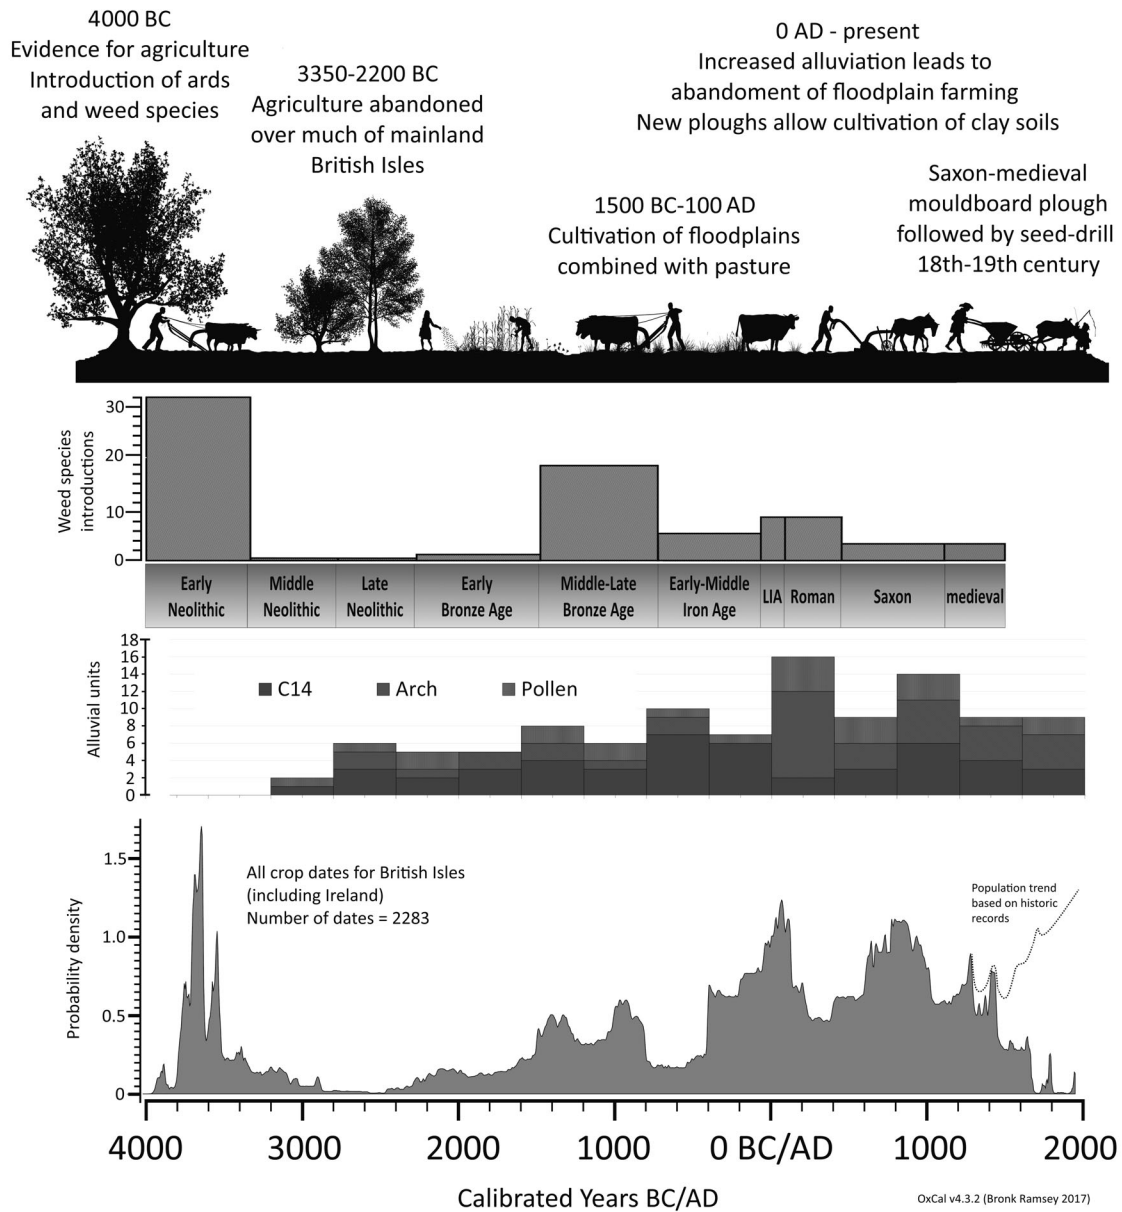 4000 BC
Evidence for agriculture
Introduction of ards
and weed species
3350-2200 BC
Agriculture abandoned
over much of mainland
British Isles
0 AD - present
Increased alluviation leads to
abandoment of floodplain farming
New ploughs allow cultivation of clay soils
1500 BC-100 AD
Cultivation of floodplains
combined with pasture
Saxon-medieval
mouldboard plough
followed by seed-drill
18th-19th century
Weed species
introductions
30
20
10
0
Early
Neolithic
Middle
Neolithic
Late
Neolithic
Early
Bronze Age
Middle-Late
Bronze Age
Early-Middle
Iron Age
LIA
Roman
Saxon
medieval
Alluvial units
18
16
14
12
10
8
6
4
2
0
C14
Arch
Pollen
Probability density
1.5
1.0
0.5
0
All crop dates for British Isles
(including Ireland)
Number of dates = 2283
Population trend
based on historic
records
4000
3000
2000
1000
0 BC/AD
1000
2000
Calibrated Years BC/AD
OxCal v4.3.2 (Bronk Ramsey 2017)